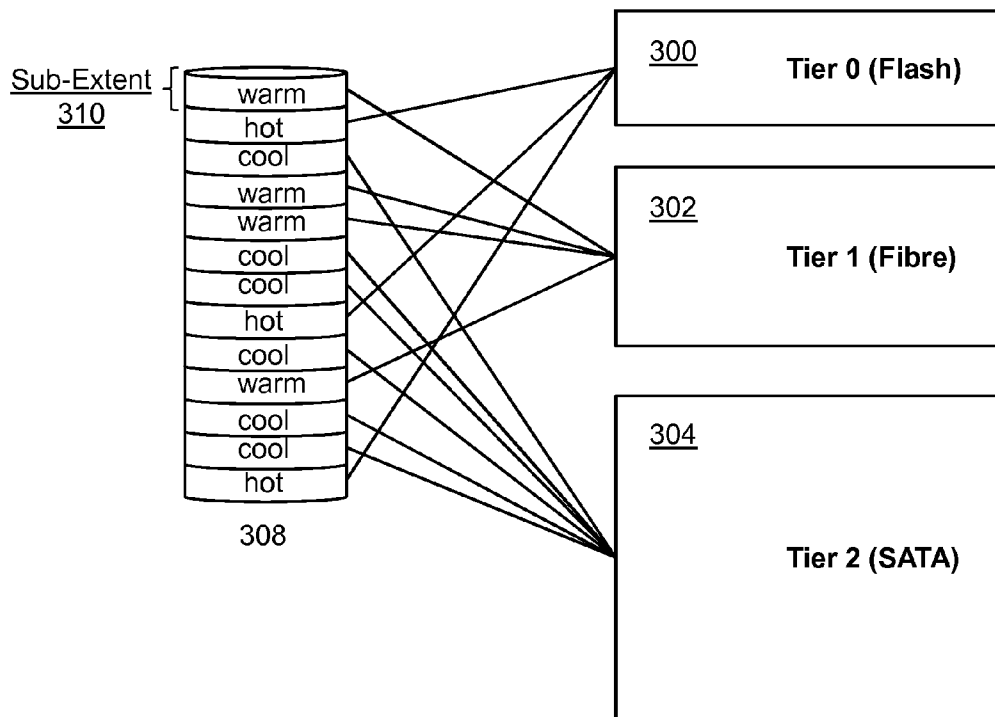 Sub-Extent
310
warm
hot
cool
warm
warm
cool
cool
hot
cool
warm
cool
cool
hot
308
300
Tier 0 (Flash)
302
Tier 1 (Fibre)
304
Tier 2 (SATA)